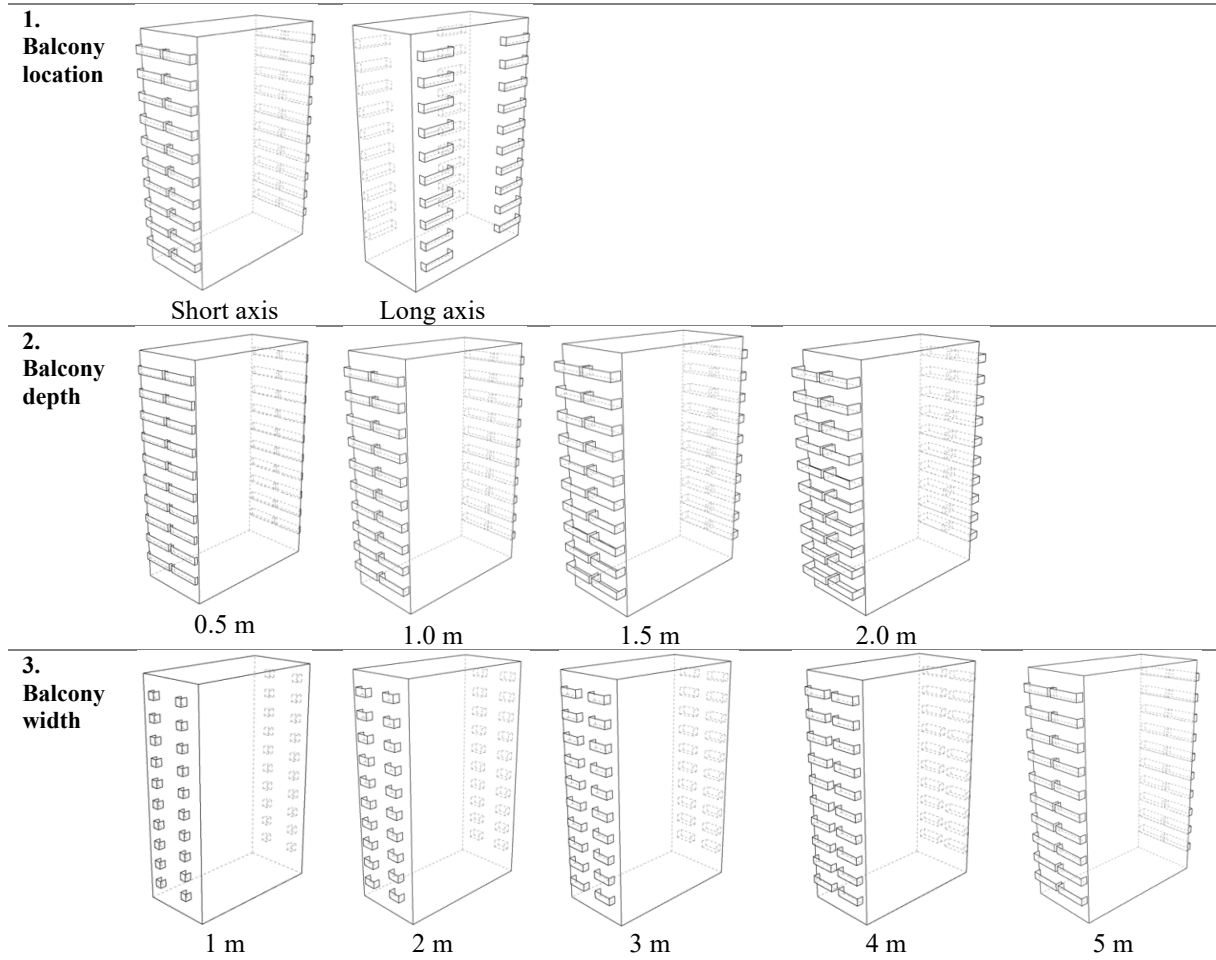 1.
Balcony
location
Short axis Long axis
2.
Balcony
depth
0.5 m 1.0 m 1.5 m 2.0 m
3.
Balcony
width
1 m 2 m 3 m 4 m 5 m